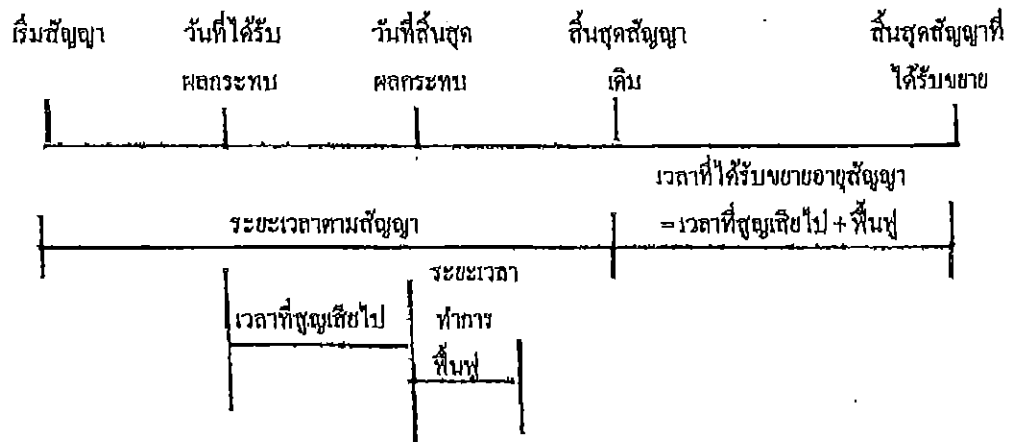 เริ่มสัญญา วันที่ได้รับ วันที่สิ้นสุด สิ้นสุดสัญญา สิ้นสุดสัญญาที่
ผลกระทบ ผลกระทบ เดิม ได้รับขยาย
เวลาที่ได้รับขยายอายุสัญญา
ระยะเวลาตามสัญญา =เวลาที่สูญเสียไป + ฟื้นฟู
ระยะเวลา
เวลาที่สูญเสียไป ทำการ
ฟื้นฟู